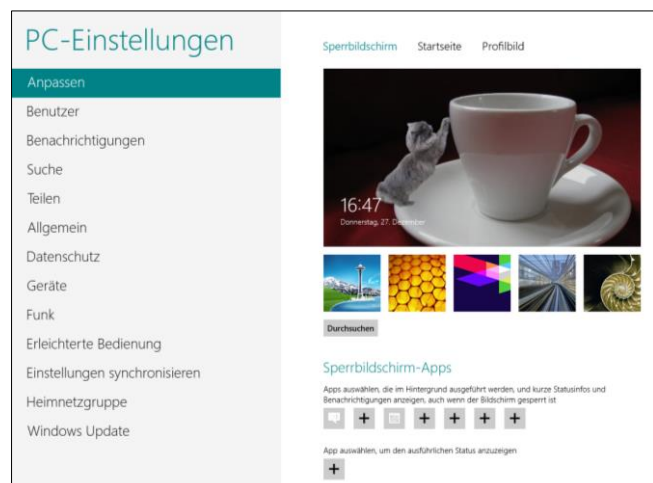 PC-Einstellungen
Anpassen
Benutzer
Benachrichtigungen
Suche
Teilen
Allgemein
Datenschutz
Geräte
Funk
Erleichterte Bedienung
Einstellungen synchronisieren
Heimnetzgruppe
Windows Update
Sperrbildschirm Startseite Profilbild
16:47
Donnerstag, 27. Dezember
Durchsuchen
Sperrbildschirm-Apps
Apps auswählen, die im Hintergrund ausgeführt werden, und kurze Statusinfos und
Benachrichtigungen anzeigen, auch wenn der Bildschirm gesperrt ist
App auswählen, um den ausführlichen Status anzuzeigen